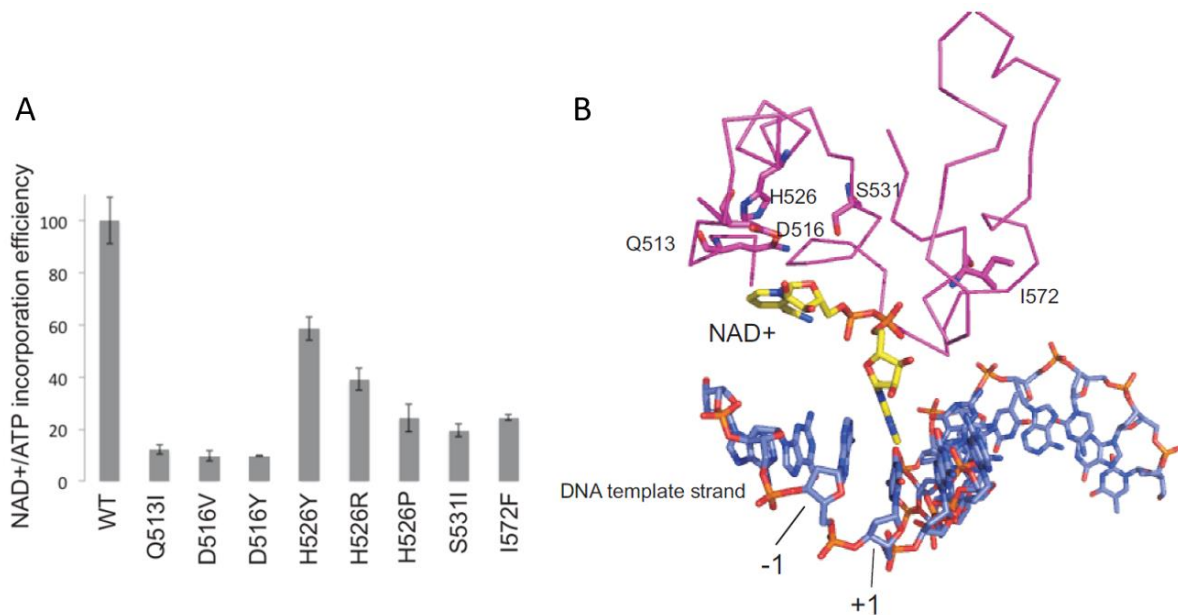 A
NAD+/ATP incorporation efficiency
100
80
60
40
20
0
WT
Q513I
D516V
D516Y
H526Y
H526R
H526P
S531I
I572F
B
H526
S531
D516
Q513
I572
NAD+
DNA template strand
-1
+1